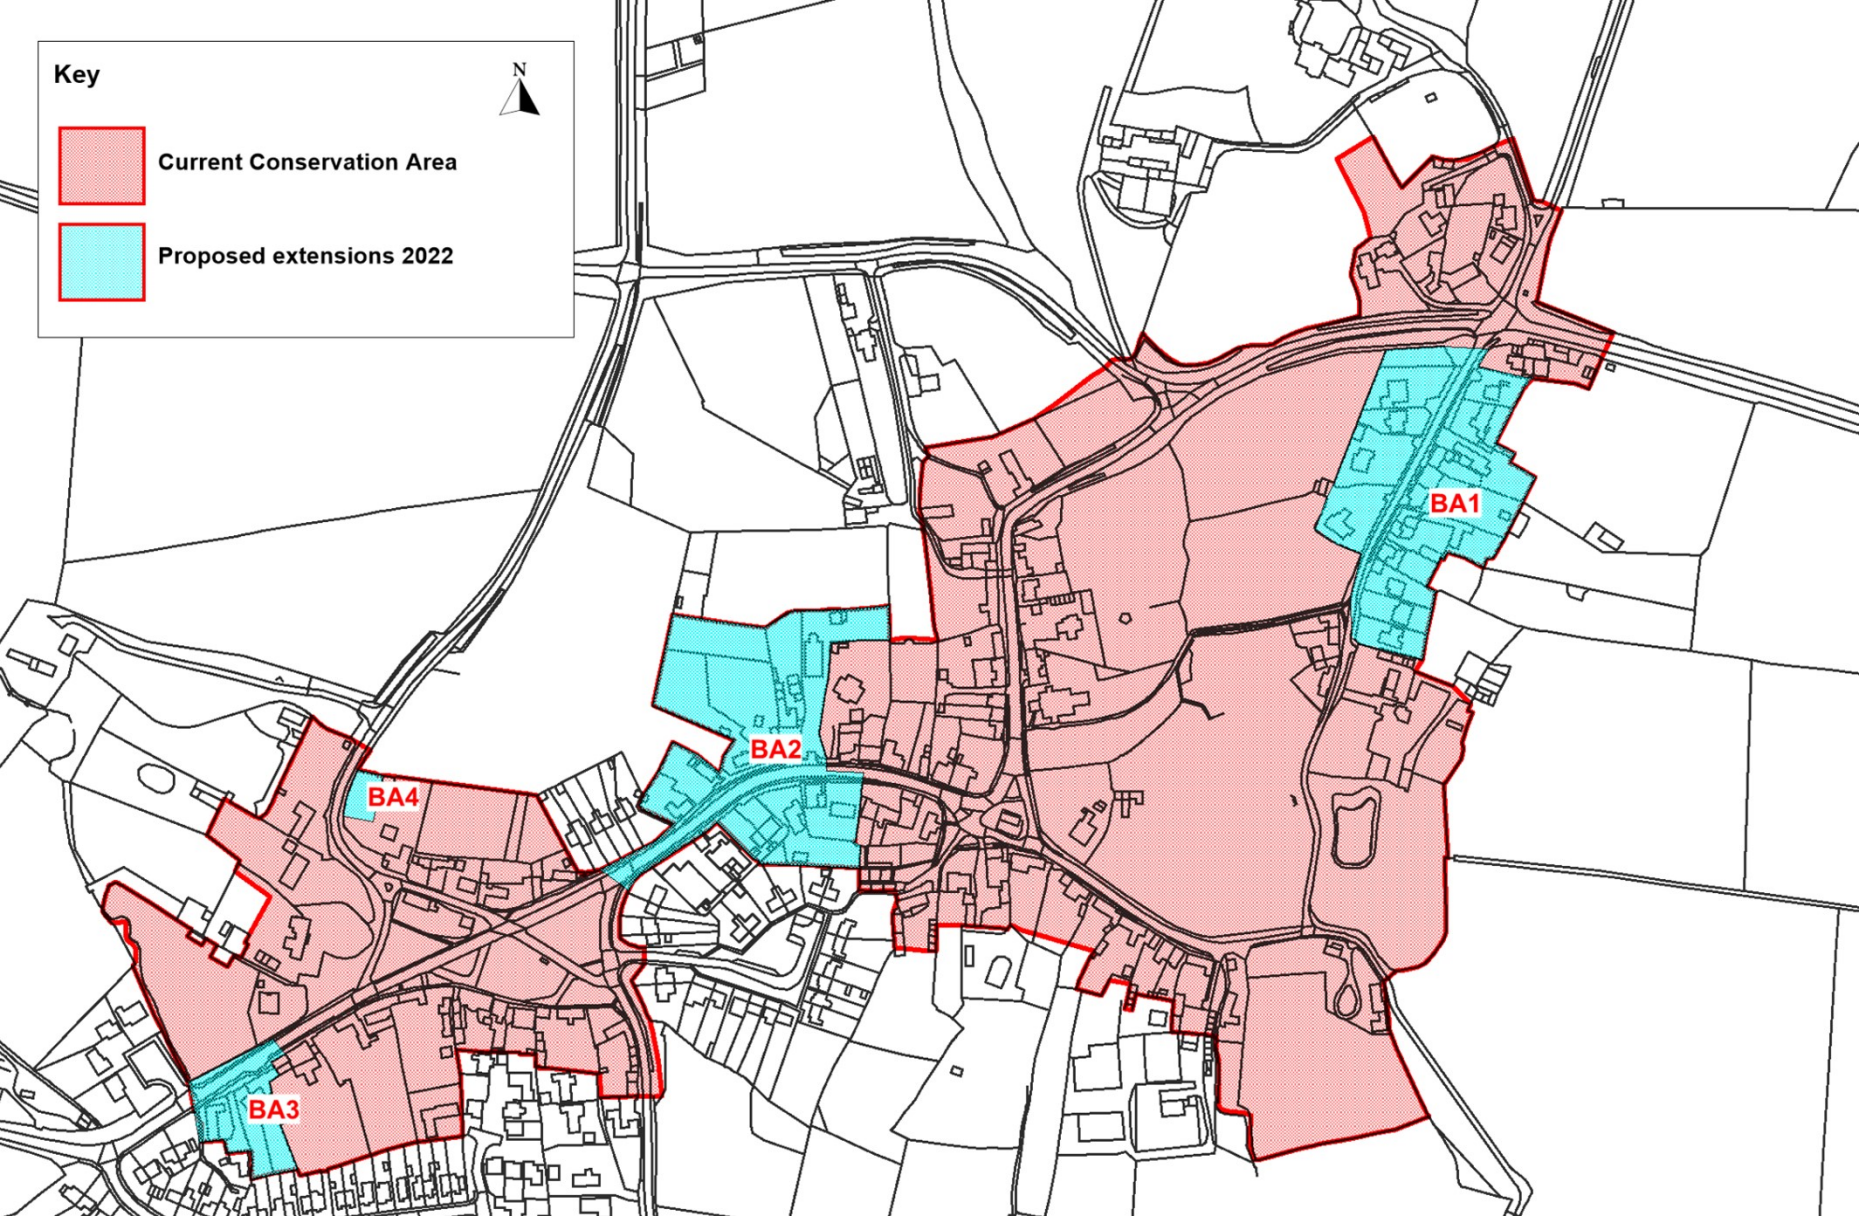 Key
N
Current Conservation Area
Proposed extensions 2022
BA1
BA2
BA4
BA3